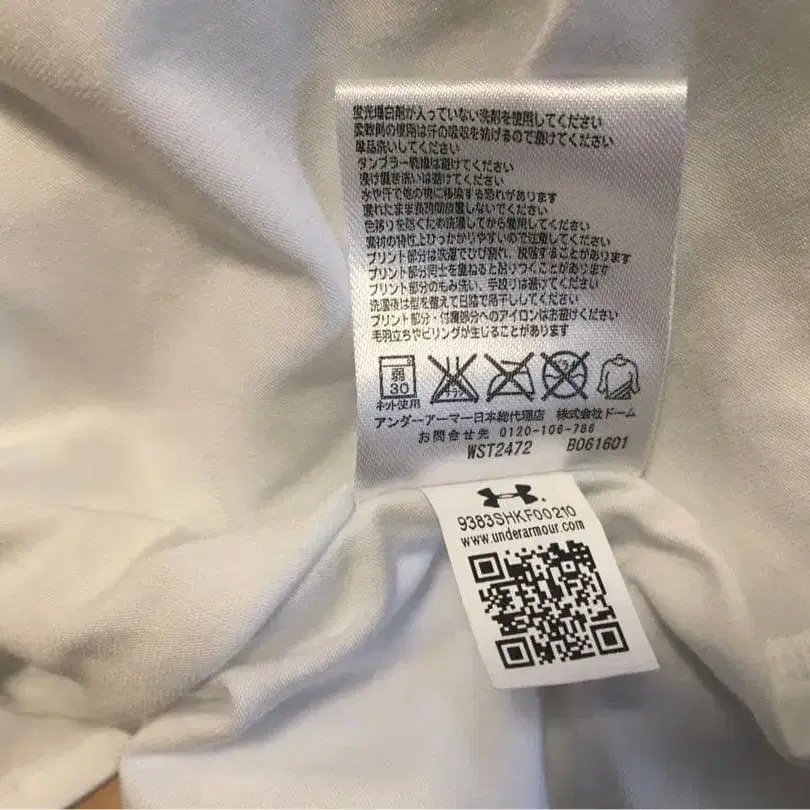 蛍光増白剤が入っていない洗剤を使用してください
柔軟剤の使用は汗の吸収を妨げるので避けてください
単品洗いしてください
タンブラー乾燥は避けてください
漬け置き洗いは避けてください
水や汗で他の物に移染する恐れがあります
濡れたまま長時間放置しないでください
色移りを防ぐため洗濯してから着用してください
素材の特性上ひっかかりやすいので注意してください
プリント部分は洗濯でひび割れ、脱落することがあります
プリント部分同士を重ねると貼りつくことがあります
プリント部分のもみ洗い、手絞りは避けてください
洗濯後は型を整えて日陰で吊干ししてください
プリント部分・付属部分へのアイロンはお避けください
毛羽立ちやピリングが生じることがあります
弱
30
ネット使用
アンダーアーマー日本総代理店 株式会社ドーム
お問合せ先 0120-106-786
WST2472 B061601
9383SHKF00210
www.underarmour.com